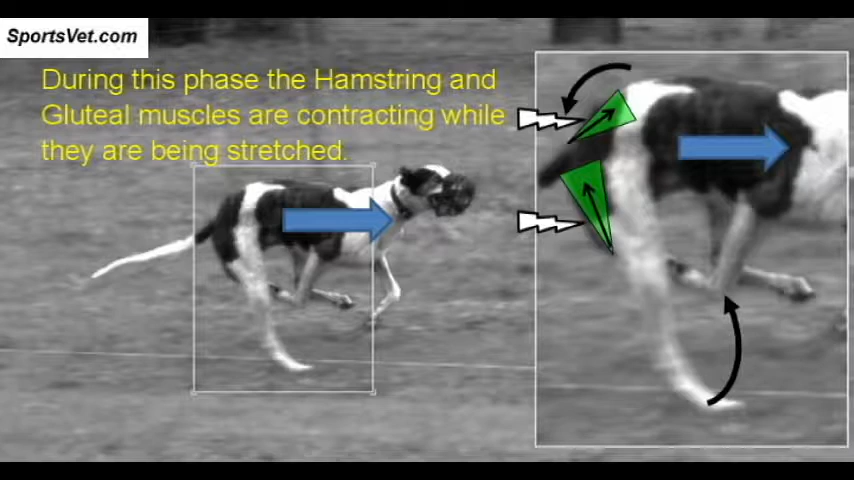 SportsVet.com
During this phase the Hamstring and
Gluteal muscles are contracting while
they are being stretched.